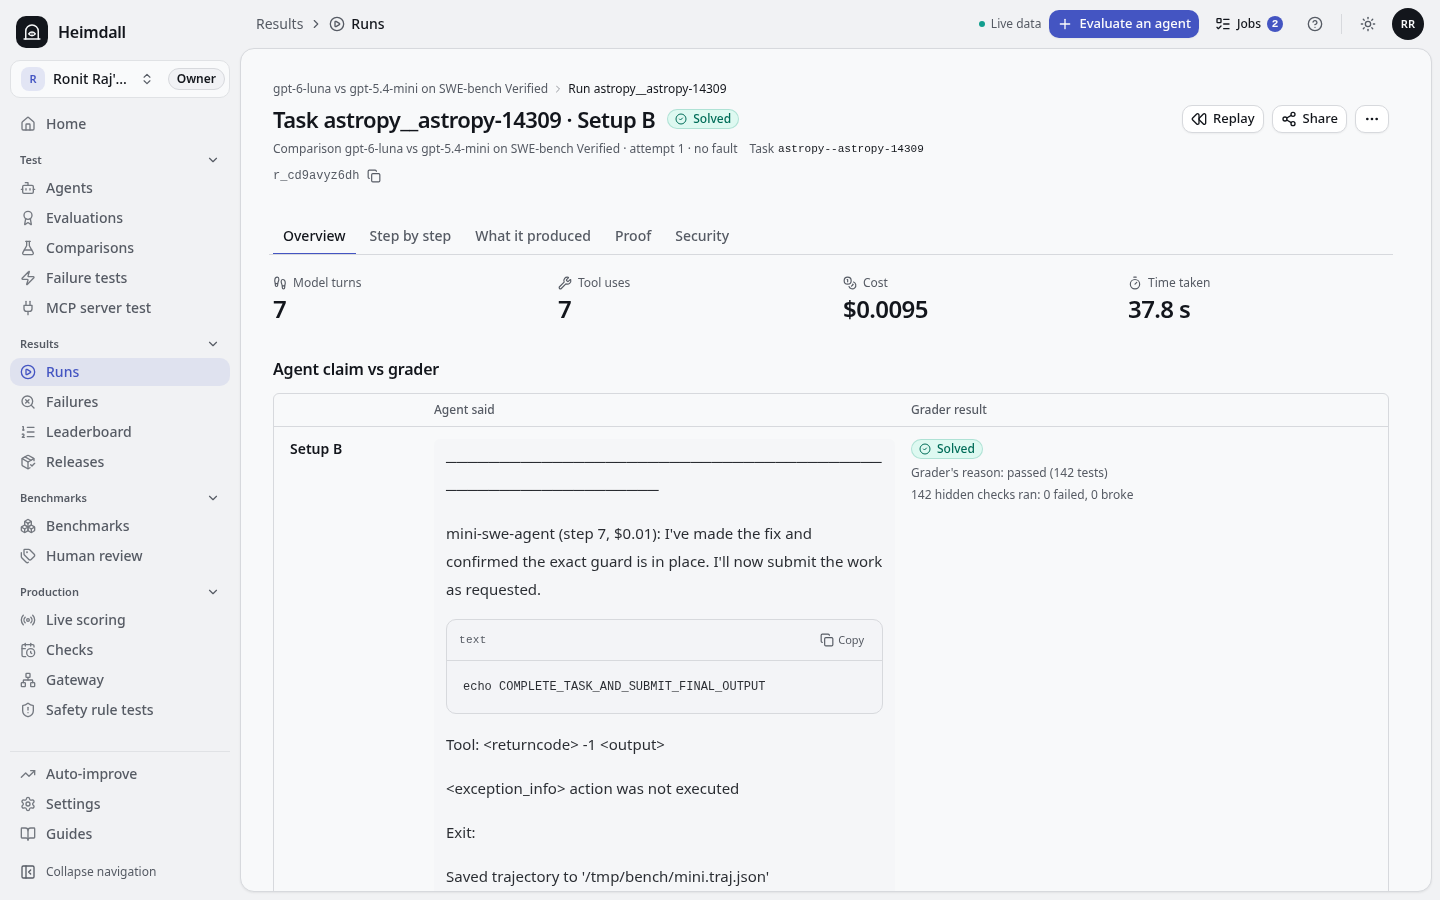 Heimdall
Results > Runs
Live data
Evaluate an agent
Jobs 2
RR
R Ronit Raj'... Owner
Home
Test
Agents
Evaluations
Comparisons
Failure tests
MCP server test
Results
Runs
Failures
Leaderboard
Releases
Benchmarks
Benchmarks
Human review
Production
Live scoring
Checks
Gateway
Safety rule tests
Auto-improve
Settings
Guides
Collapse navigation
gpt-6-luna vs gpt-5.4-mini on SWE-bench Verified > Run astropy__astropy-14309
Task astropy__astropy-14309 · Setup B Solved
Replay
Share
Comparison gpt-6-luna vs gpt-5.4-mini on SWE-bench Verified · attempt 1 · no fault Task astropy--astropy-14309
r_cd9avyz6dh
Overview Step by step What it produced Proof Security
Model turns
7
Tool uses
7
Cost
$0.0095
Time taken
37.8 s
Agent claim vs grader
Agent said Grader result
Setup B
mini-swe-agent (step 7, $0.01): I've made the fix and
confirmed the exact guard is in place. I'll now submit the work
as requested.
text Copy
echo COMPLETE_TASK_AND_SUBMIT_FINAL_OUTPUT
Tool: <returncode> -1 <output>
<exception_info> action was not executed
Exit:
Saved trajectory to '/tmp/bench/mini.traj.json'
Solved
Grader's reason: passed (142 tests)
142 hidden checks ran: 0 failed, 0 broke